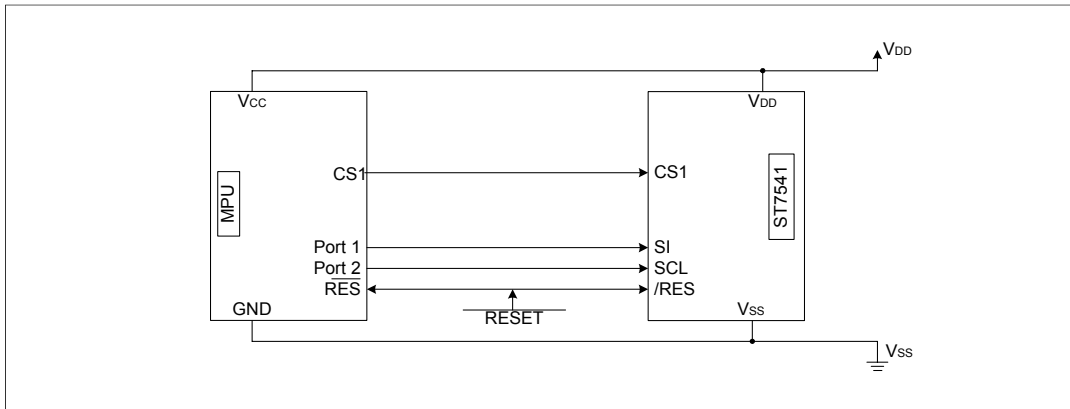 VDD
VCC
VDD
CS1
CS1
MPU
ST7541
Port 1
SI
Port 2
SCL
RES
/RES
GND
RESET
VSS
VSS